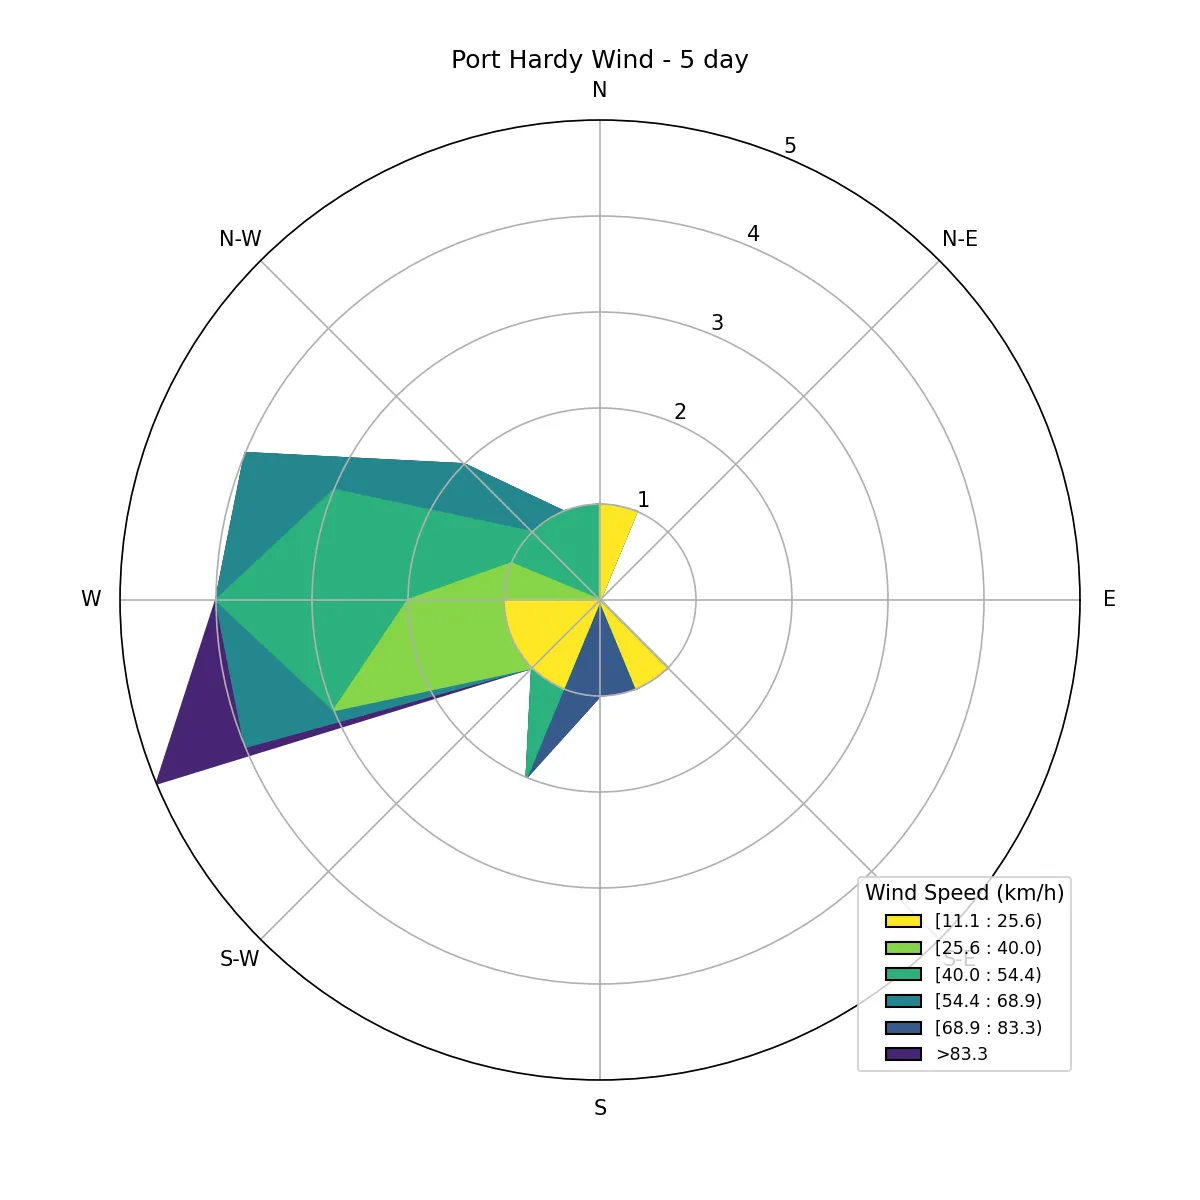 Port Hardy Wind - 5 day
N
5
N-W
4
N-E
3
2
1
W
E
Wind Speed (km/h)
[11.1 : 25.6)
[25.6 : 40.0)
S-W
S-E
[40.0 : 54.4)
[54.4 : 68.9)
[68.9 : 83.3)
>83.3
S